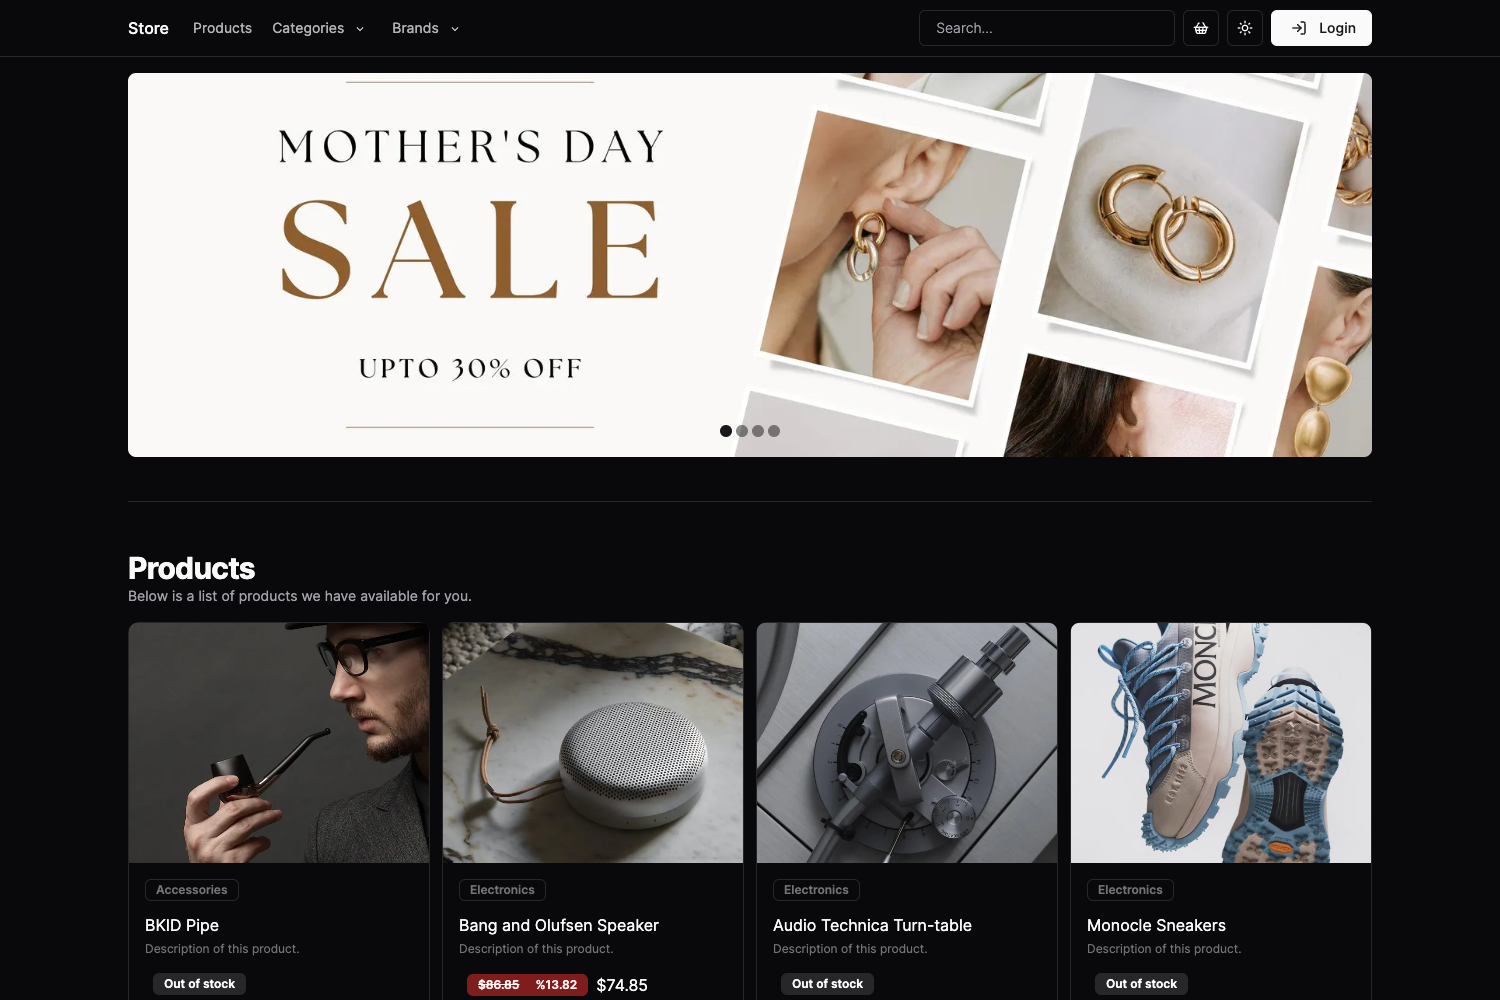 Store Products Categories Brands Search... Login
MOTHER'S DAY
SALE
UPTO 30% OFF
Products
Below is a list of products we have available for you.
MONC
Accessories
BKID Pipe
Description of this product.
Out of stock
Electronics
Bang and Olufsen Speaker
Description of this product.
$86.85 %13.82 $74.85
Electronics
Audio Technica Turn-table
Description of this product.
Out of stock
Electronics
Monocle Sneakers
Description of this product.
Out of stock